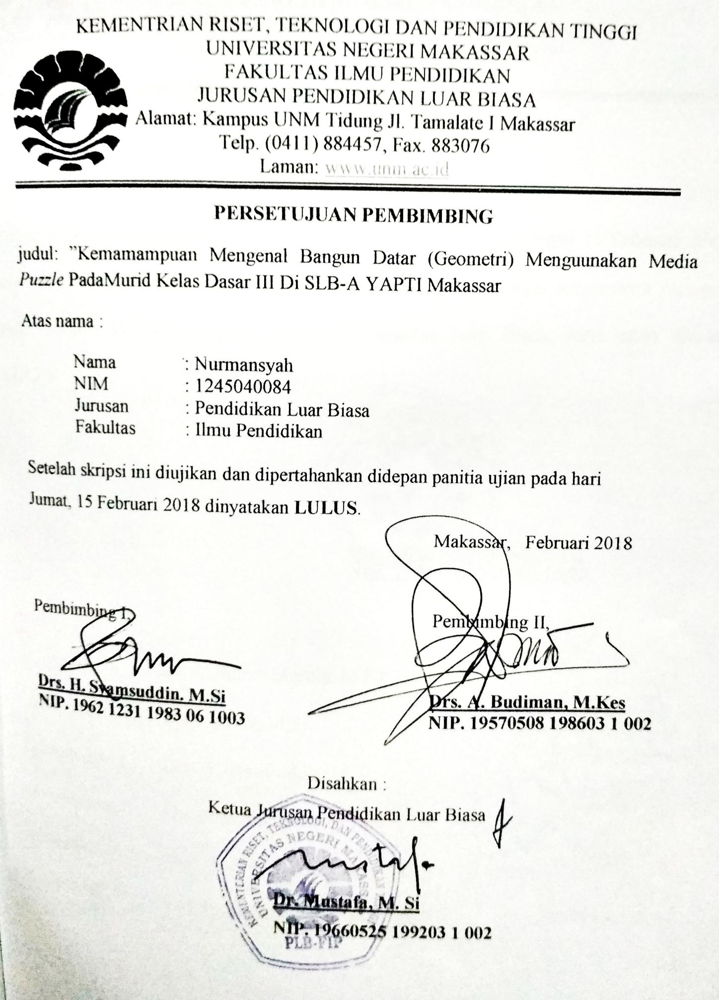 KEMENTRIAN RISET, TEKNOLOGI DAN PENDIDIKAN TINGGI
UNIVERSITAS NEGERI MAKASSAR
FAKULTAS ILMU PENDIDIKAN
JURUSAN PENDIDIKAN LUAR BIASA
Alamat: Kampus UNM Tidung Jl. Tamalate I Makassar
Telp. (0411) 884457, Fax. 883076
Laman: www.unm.ac.id
PERSETUJUAN PEMBIMBING
judul: ”Kemamampuan Mengenal Bangun Datar (Geometri) Menguunakan Media
Puzzle PadaMurid Kelas Dasar III Di SLB-A YAPTI Makassar
Atas nama :
Nama : Nurmansyah
NIM : 1245040084
Jurusan : Pendidikan Luar Biasa
Fakultas : Ilmu Pendidikan
Setelah skripsi ini diujikan dan dipertahankan didepan panitia ujian pada hari
Jumat, 15 Februari 2018 dinyatakan LULUS.
Makassar, Februari 2018
Pembimbing I,
Pembimbing II,
Drs. H. Syamsuddin. M.Si
NIP. 1962 1231 1983 06 1003
Drs. A. Budiman, M.Kes
NIP. 19570508 198603 1 002
Disahkan :
Ketua Jurusan Pendidikan Luar Biasa
KEMENTERIAN RISET, TEKNOLOGI, DAN PENDIDIKAN
UNIVERSITAS NEGERI MAKASSAR
Dr. Mustafa, M. Si
NIP. 19660525 199203 1 002
PLB-FIP